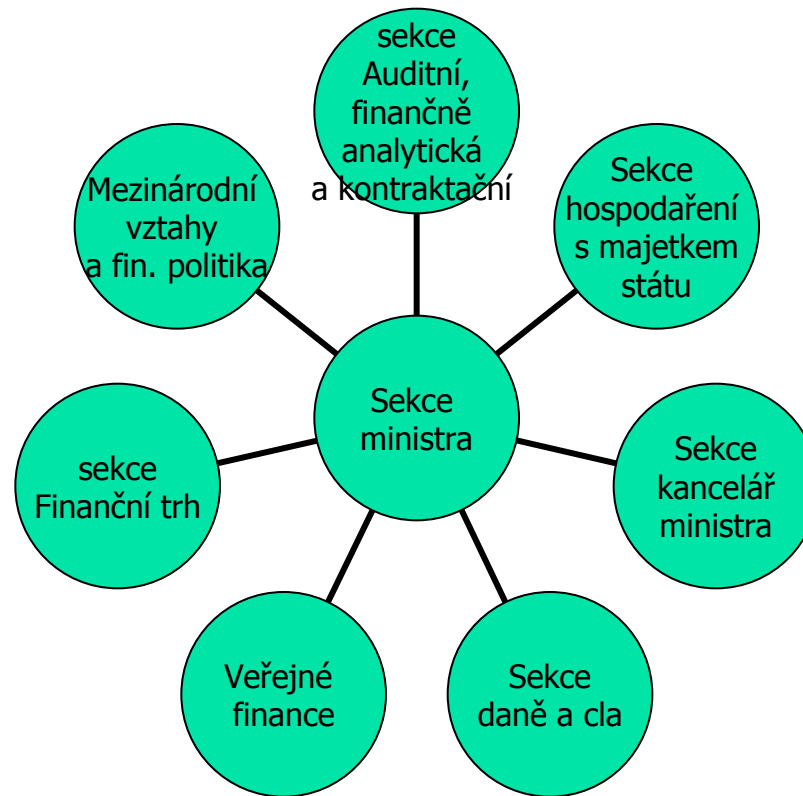 sekce
Auditní,
finančně
analytická
a kontraktační
Mezinárodní
vztahy
a fin. politika
Sekce
hospodaření
s majetkem
státu
Sekce
ministra
sekce
Finanční trh
Sekce
kancelář
ministra
Veřejné
finance
Sekce
daně a cla